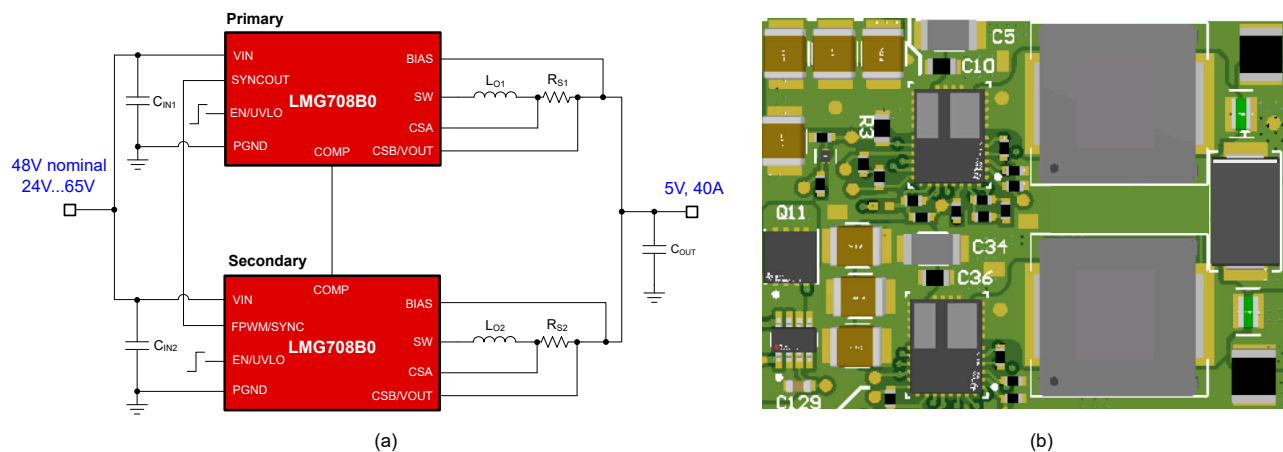 Primary
VIN
BIAS
SYNCOUT
SW
LO1
RS1
LMG708B0
EN/UVLO
CSA
PGND
CSB/VOUT
COMP
CIN1
48V nominal
24V...65V
5V, 40A
COUT
Secondary
COMP
VIN
BIAS
FPWM/SYNC
SW
LO2
RS2
LMG708B0
EN/UVLO
CSA
PGND
CSB/VOUT
CIN2
(a)
C5
C10
R3
Q11
C34
C36
C129
(b)